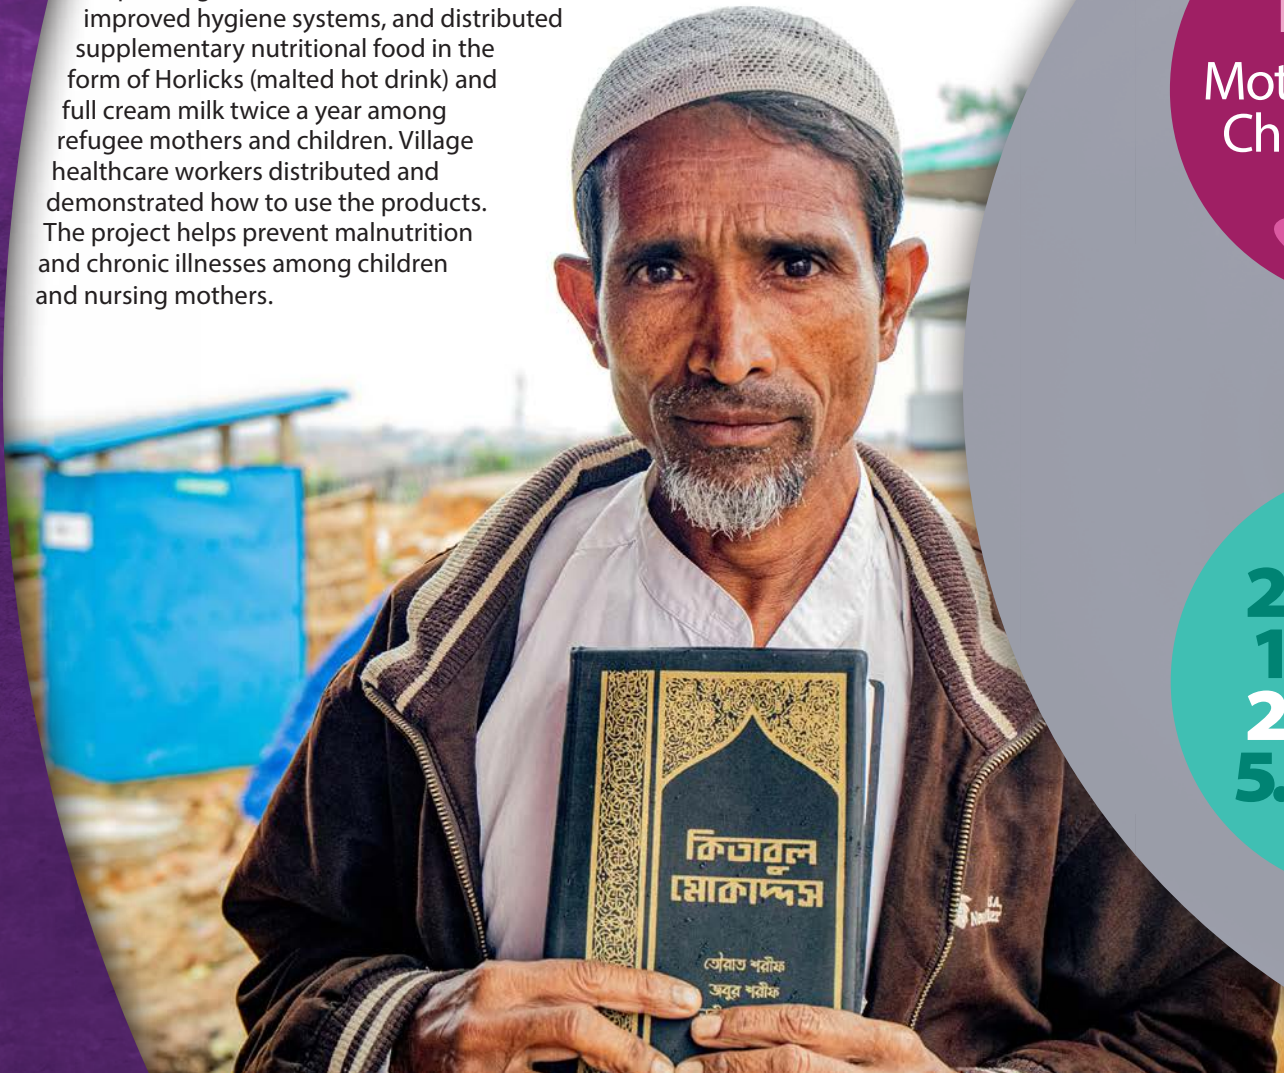 improved hygiene systems, and distributed
supplementary nutritional food in the
form of Horlicks (malted hot drink) and
full cream milk twice a year among
refugee mothers and children. Village
healthcare workers distributed and
demonstrated how to use the products.
The project helps prevent malnutrition
and chronic illnesses among children
and nursing mothers.
Mot
Ch
2
1
2
5.
কিতাবুল
মোকাদ্দস
তৌরাত শরীফ
জবুর শরীফ